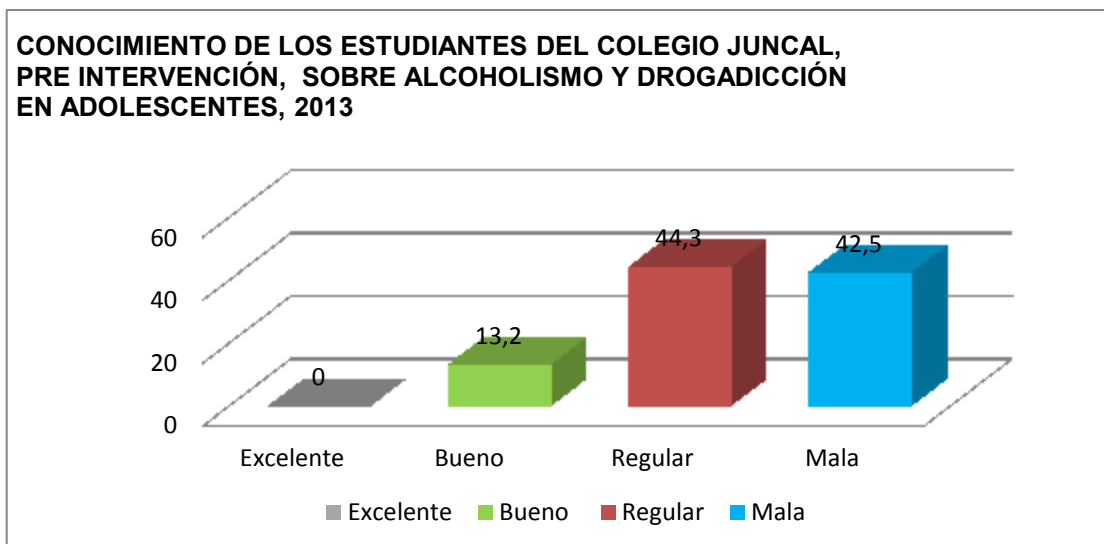 CONOCIMIENTO DE LOS ESTUDIANTES DEL COLEGIO JUNCAL,
PRE INTERVENCIÓN, SOBRE ALCOHOLISMO Y DROGADICCIÓN
EN ADOLESCENTES, 2013
60
40
20
0
0
13,2
44,3
42,5
Excelente Bueno Regular Mala
Excelente Bueno Regular Mala